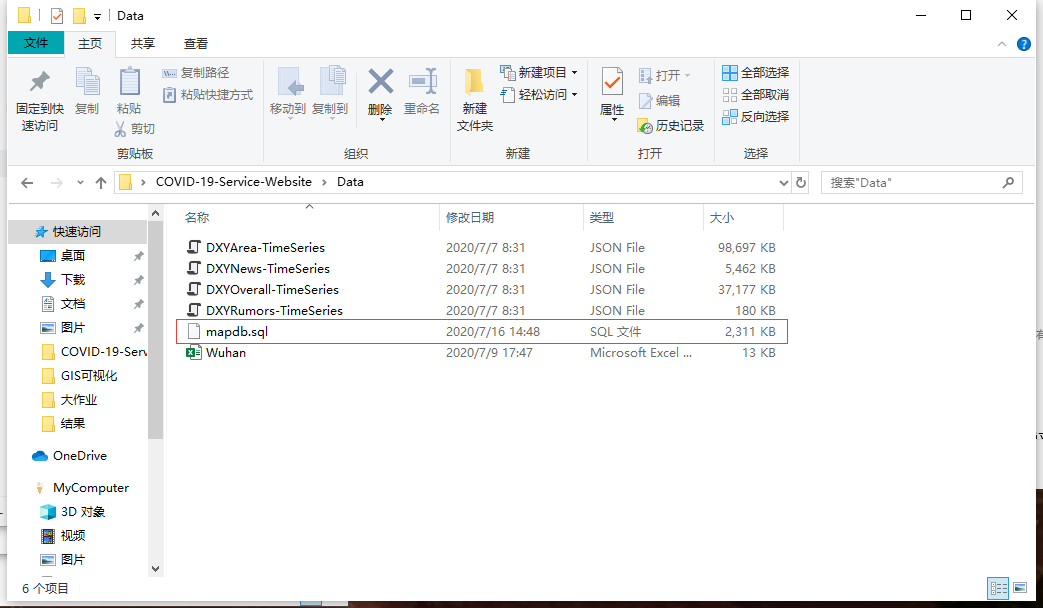 Data
文件 主页 共享 查看
固定到快速访问
复制
粘贴
复制路径
粘贴快捷方式
剪切
剪贴板
移动到
复制到
删除
重命名
组织
新建文件夹
新建项目
轻松访问
新建
属性
打开
编辑
历史记录
打开
全部选择
全部取消
反向选择
选择
COVID-19-Service-Website › Data
搜索"Data"
快速访问
桌面
下载
文档
图片
COVID-19-Serv
GIS可视化
大作业
结果
OneDrive
MyComputer
3D 对象
视频
图片
名称 修改日期 类型 大小
DXYArea-TimeSeries 2020/7/7 8:31 JSON File 98,697 KB
DXYNews-TimeSeries 2020/7/7 8:31 JSON File 5,462 KB
DXYOverall-TimeSeries 2020/7/7 8:31 JSON File 37,177 KB
DXYRumors-TimeSeries 2020/7/7 8:31 JSON File 180 KB
mapdb.sql 2020/7/16 14:48 SQL 文件 2,311 KB
Wuhan 2020/7/9 17:47 Microsoft Excel ... 13 KB
6 个项目